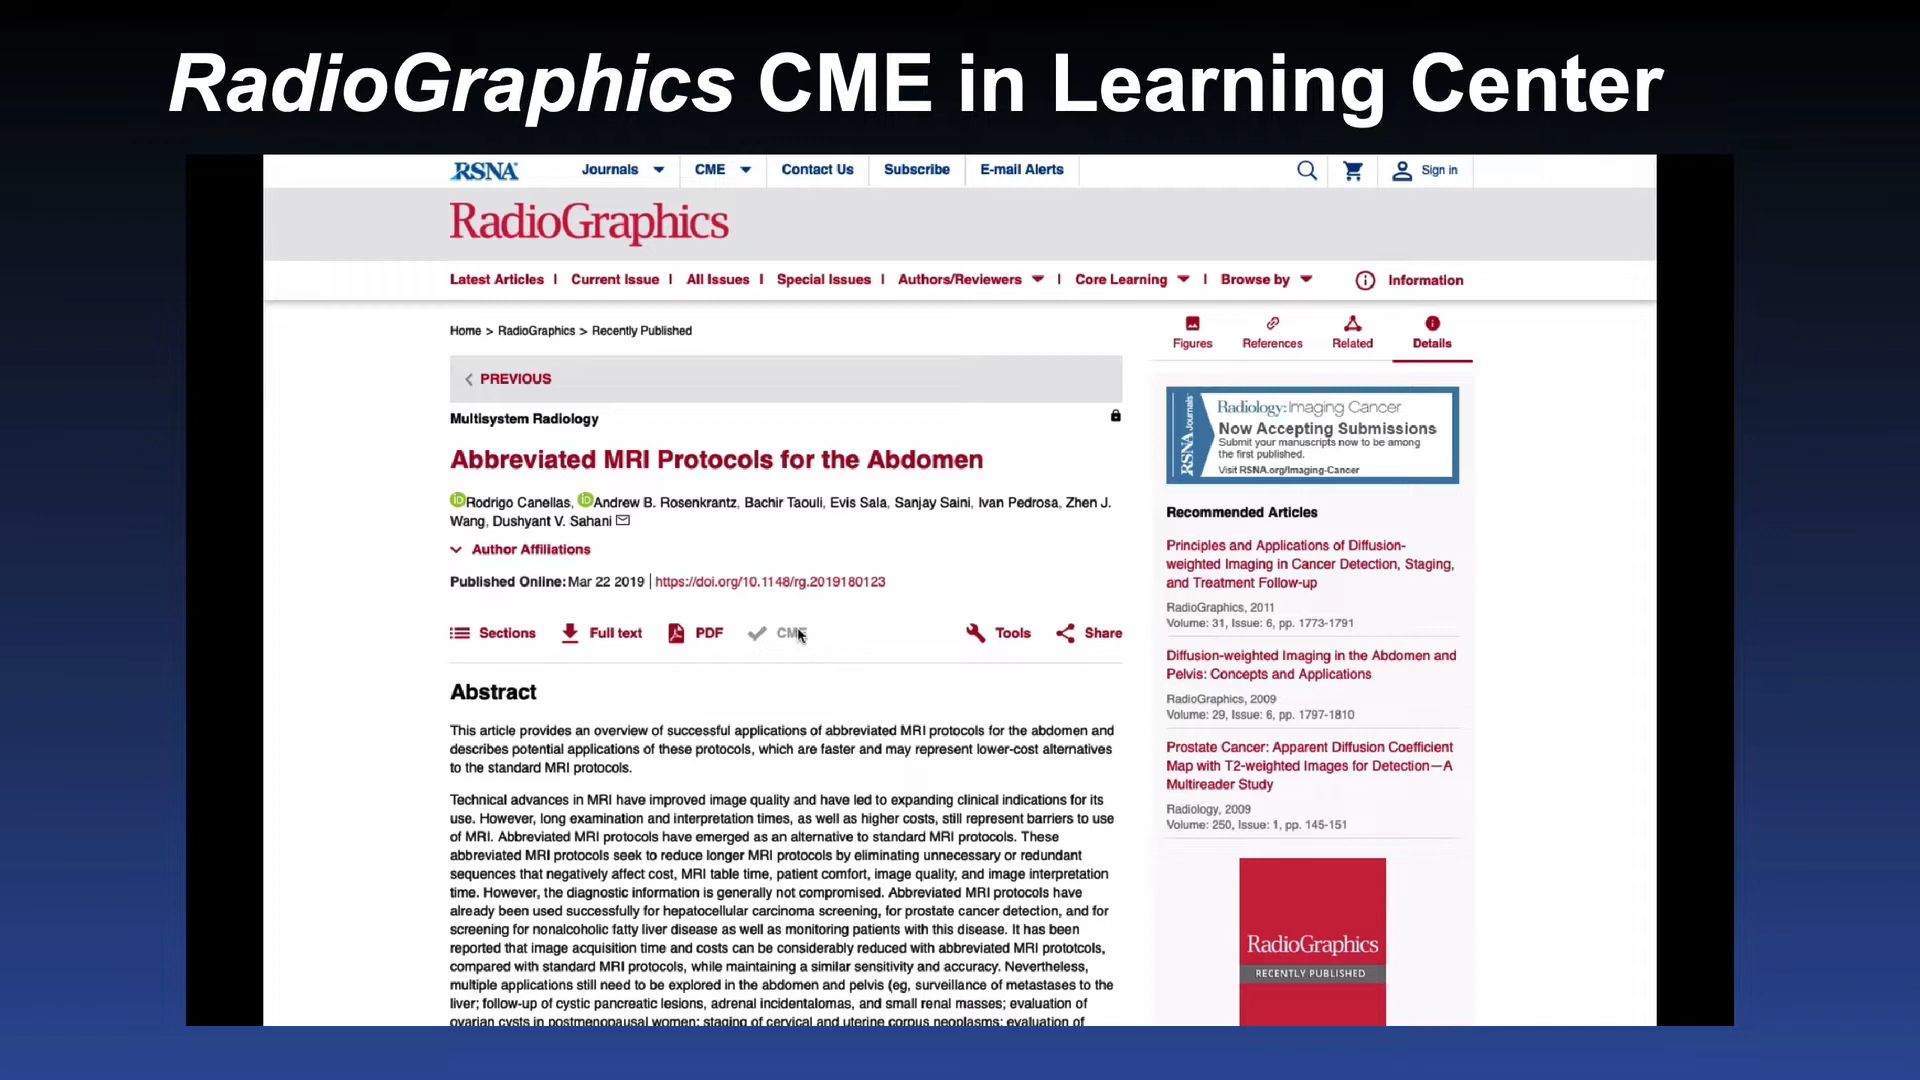 RadioGraphics CME in Learning Center
RSNA Journals CME Contact Us Subscribe E-mail Alerts Sign in
RadioGraphics
Latest Articles | Current Issue | All Issues | Special Issues | Authors/Reviewers | Core Learning | Browse by Information
Home > RadioGraphics > Recently Published
PREVIOUS
Multisystem Radiology
Abbreviated MRI Protocols for the Abdomen
Rodrigo Canellas, Andrew B. Rosenkrantz, Bachir Taouli, Evis Sala, Sanjay Saini, Ivan Pedrosa, Zhen J.
Wang, Dushyant V. Sahani
Author Affiliations
Published Online: Mar 22 2019 | https://doi.org/10.1148/rg.2019180123
Sections Full text PDF CME Tools Share
Abstract
This article provides an overview of successful applications of abbreviated MRI protocols for the abdomen and
describes potential applications of these protocols, which are faster and may represent lower-cost alternatives
to the standard MRI protocols.
Technical advances in MRI have improved image quality and have led to expanding clinical indications for its
use. However, long examination and interpretation times, as well as higher costs, still represent barriers to use
of MRI. Abbreviated MRI protocols have emerged as an alternative to standard MRI protocols. These
abbreviated MRI protocols seek to reduce longer MRI protocols by eliminating unnecessary or redundant
sequences that negatively affect cost, MRI table time, patient comfort, image quality, and image interpretation
time. However, the diagnostic information is generally not compromised. Abbreviated MRI protocols have
already been used successfully for hepatocellular carcinoma screening, for prostate cancer detection, and for
screening for nonalcoholic fatty liver disease as well as monitoring patients with this disease. It has been
reported that image acquisition time and costs can be considerably reduced with abbreviated MRI prototcols,
compared with standard MRI protocols, while maintaining a similar sensitivity and accuracy. Nevertheless,
multiple applications still need to be explored in the abdomen and pelvis (eg, surveillance of metastases to the
liver; follow-up of cystic pancreatic lesions, adrenal incidentalomas, and small renal masses; evaluation of
ovarian cysts in postmenopausal women; staging of cervical and uterine corpus neoplasms; evaluation of
Figures References Related Details
RSNA Journals
Radiology: Imaging Cancer
Now Accepting Submissions
Submit your manuscripts now to be among
the first published.
Visit RSNA.org/Imaging-Cancer
Recommended Articles
Principles and Applications of Diffusion-
weighted Imaging in Cancer Detection, Staging,
and Treatment Follow-up
RadioGraphics, 2011
Volume: 31, Issue: 6, pp. 1773-1791
Diffusion-weighted Imaging in the Abdomen and
Pelvis: Concepts and Applications
RadioGraphics, 2009
Volume: 29, Issue: 6, pp. 1797-1810
Prostate Cancer: Apparent Diffusion Coefficient
Map with T2-weighted Images for Detection—A
Multireader Study
Radiology, 2009
Volume: 250, Issue: 1, pp. 145-151
RadioGraphics
RECENTLY PUBLISHED